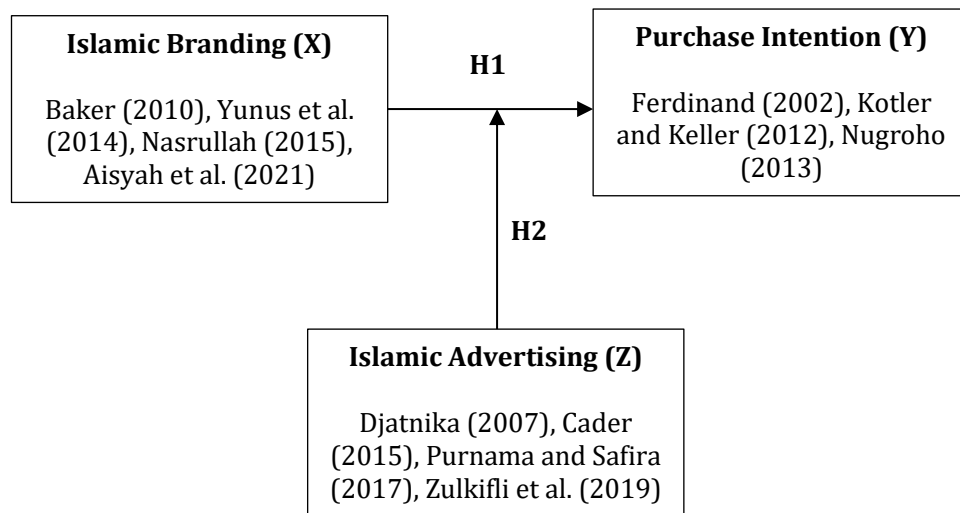 Islamic Branding (X)
Baker (2010), Yunus et al.
(2014), Nasrullah (2015),
Aisyah et al. (2021)
H1
Purchase Intention (Y)
Ferdinand (2002), Kotler
and Keller (2012), Nugroho
(2013)
H2
Islamic Advertising (Z)
Djatnika (2007), Cader
(2015), Purnama and Safira
(2017), Zulkifli et al. (2019)